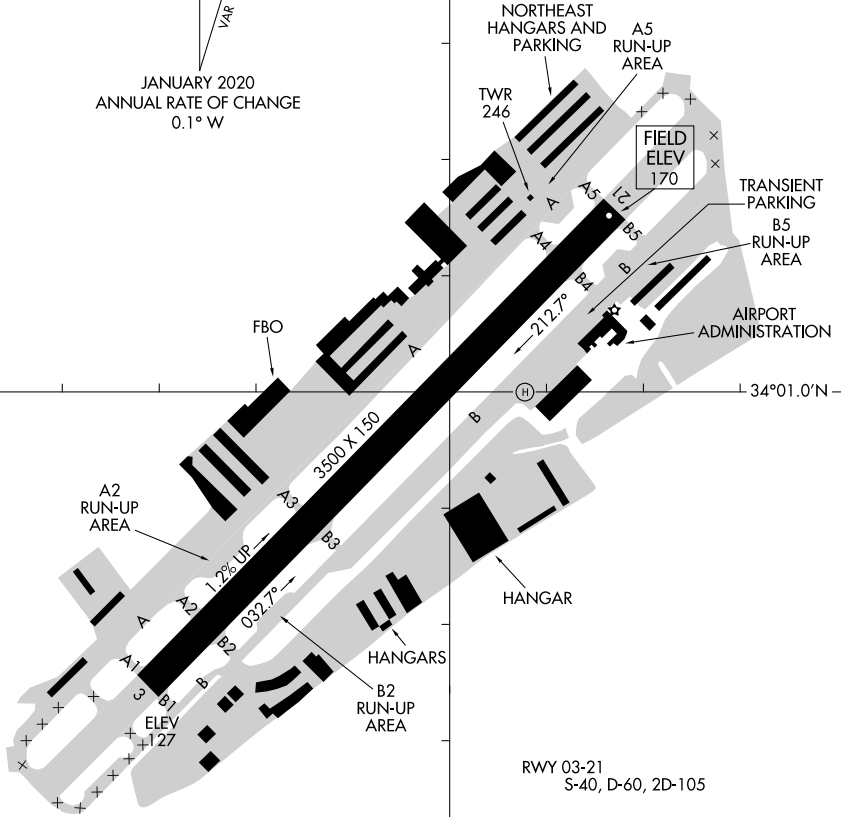 VAR
JANUARY 2020
ANNUAL RATE OF CHANGE
0.1° W
NORTHEAST
HANGARS AND
PARKING
A5
RUN-UP
AREA
TWR
246
FIELD
ELEV
170
A
A5
21
TRANSIENT
PARKING
B5
A4
B5
RUN-UP
AREA
B
B4
212.7°
AIRPORT
ADMINISTRATION
FBO
A
H
34°01.0'N
B
3500 X 150
A2
RUN-UP
AREA
A3
B3
1.2% UP
032.7°
A2
HANGAR
A
B2
HANGARS
A1
B
3
B1
B2
RUN-UP
AREA
ELEV
127
RWY 03-21
S-40, D-60, 2D-105